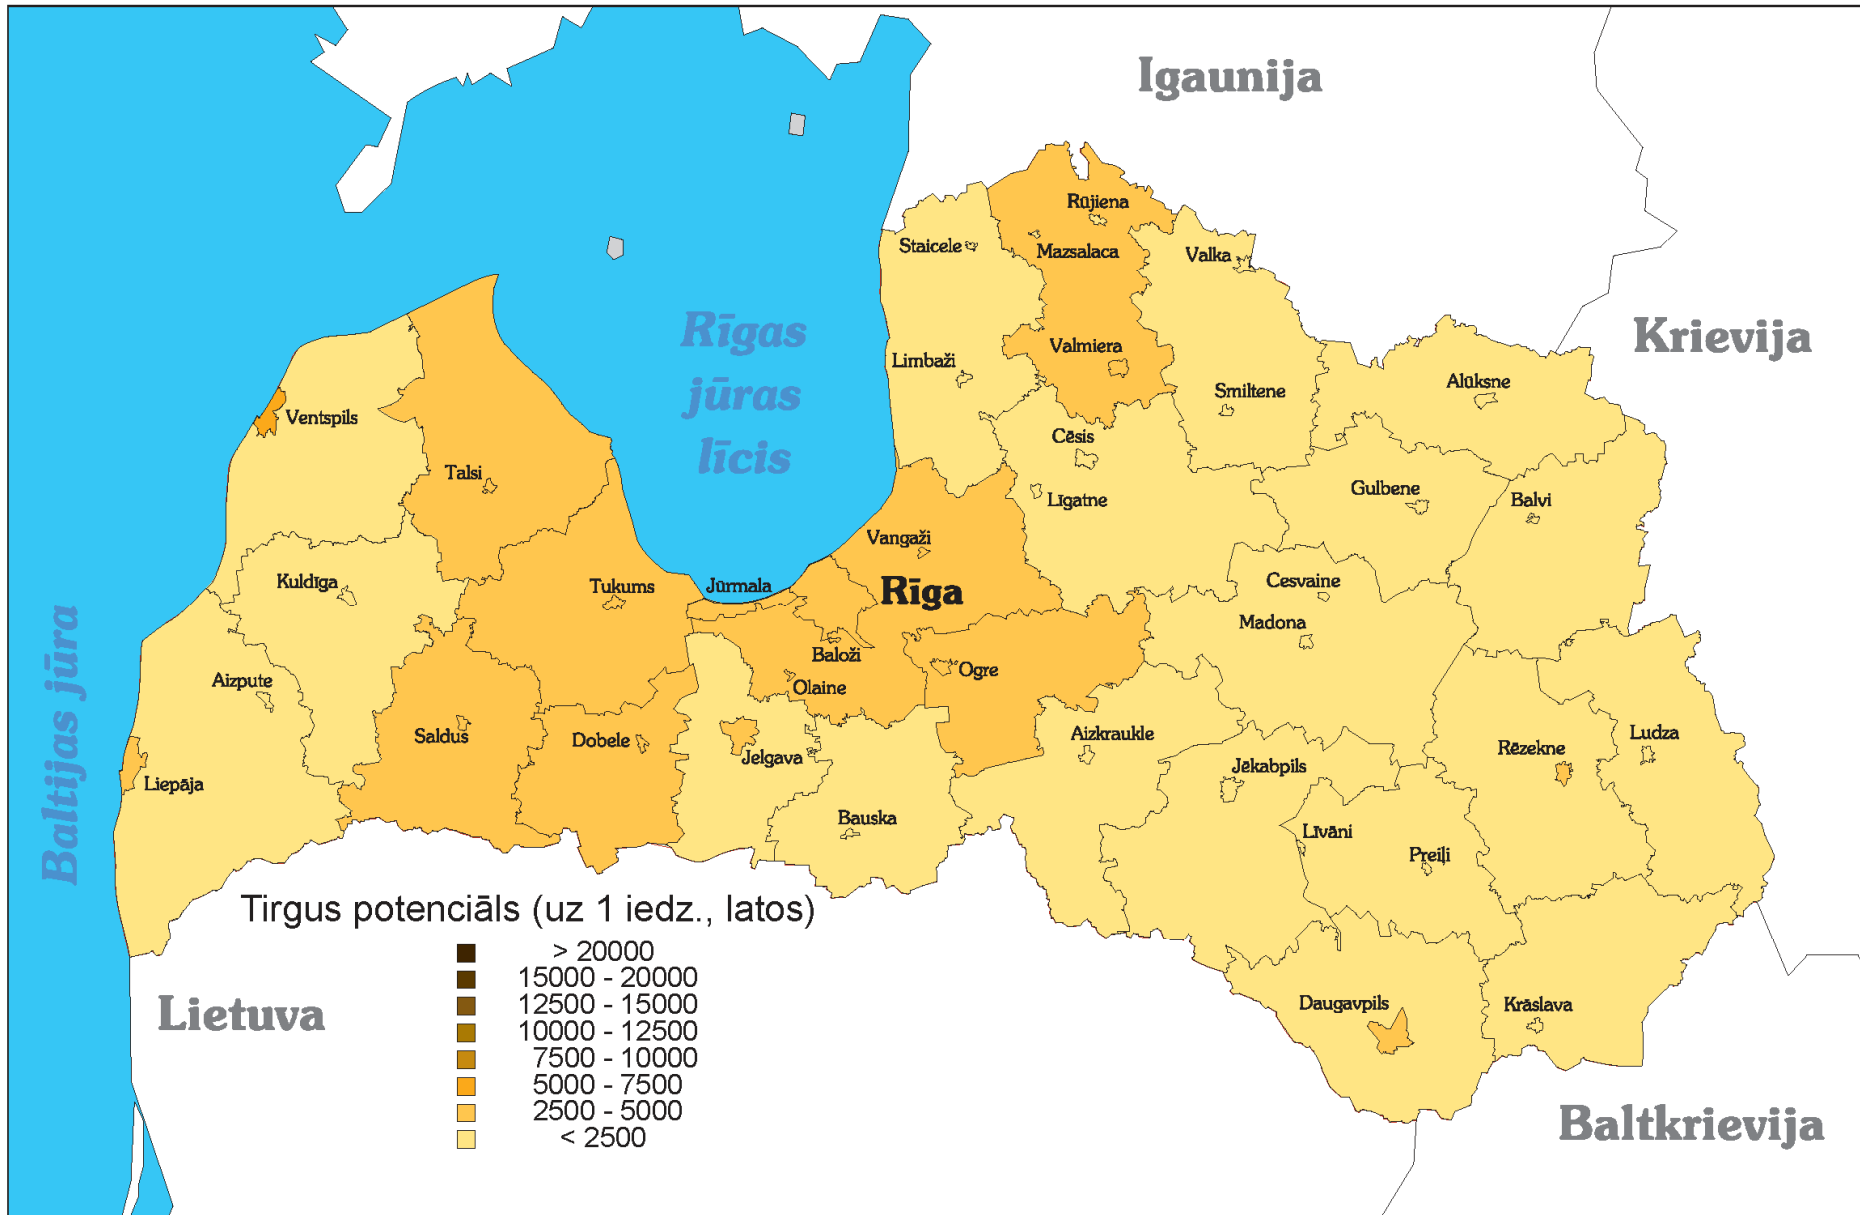 Igaunija
Rūjiena
Staicele
Mazsalaca
Valka
Rīgas
jūras
līcis
Krievija
Valmiera
Limbaži
Alūksne
Smiltene
Ventspils
Cēsis
Talsi
Gulbene
Līgatne
Balvi
Vangaži
Kuldīga
Tukums
Jūrmala
Rīga
Cesvaine
Madona
Baloži
Ogre
Aizpute
Olaine
Baltijas jūra
Saldus
Dobele
Aizkraukle
Ludza
Rēzekne
Jelgava
Jēkabpils
Liepāja
Bauska
Līvāni
Preiļi
Tirgus potenciāls (uz 1 iedz., latos)
> 20000
15000 - 20000
12500 - 15000
10000 - 12500
7500 - 10000
5000 - 7500
2500 - 5000
< 2500
Lietuva
Daugavpils
Krāslava
Baltkrievija